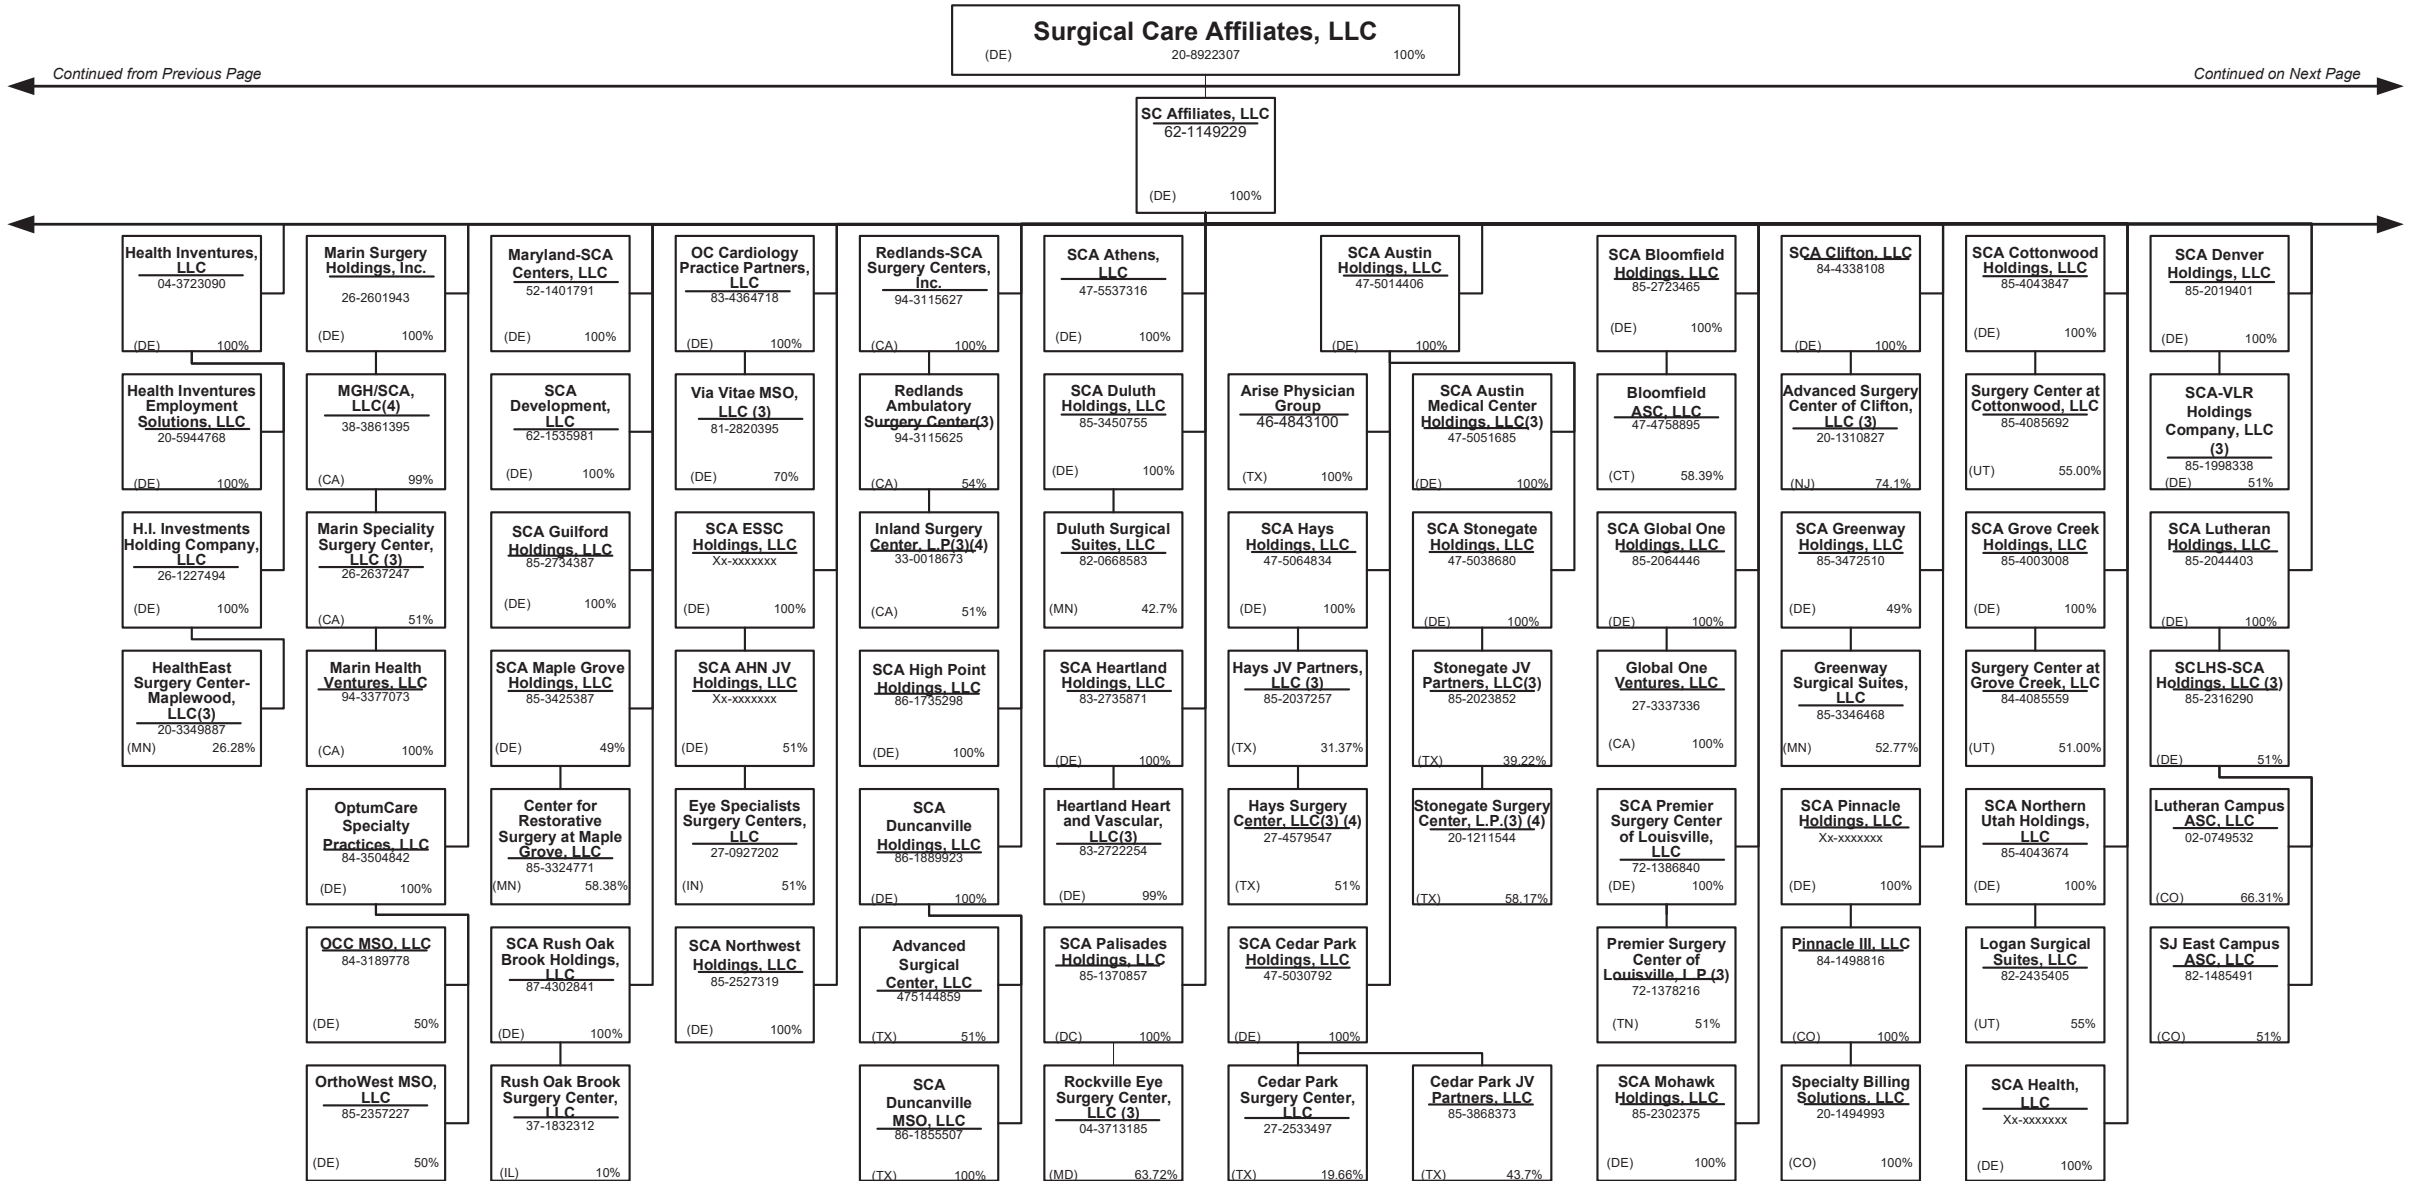 Surgical Care Affiliates, LLC
(DE) 20-8922307 100%
Continued from Previous Page
Continued on Next Page
SC Affiliates, LLC
62-1149229
(DE) 100%
Health Inventures,
LLC
04-3723090
(DE) 100%
Marin Surgery
Holdings, Inc.
26-2601943
(DE) 100%
Maryland-SCA
Centers, LLC
52-1401791
(DE) 100%
OC Cardiology
Practice Partners,
LLC
83-4364718
(DE) 100%
Redlands-SCA
Surgery Centers,
Inc.
94-3115627
(CA) 100%
SCA Athens,
LLC
47-5537316
(DE) 100%
SCA Austin
Holdings, LLC
47-5014406
(DE) 100%
SCA Bloomfield
Holdings, LLC
85-2723465
(DE) 100%
SCA Clifton, LLC
84-4338108
(DE) 100%
SCA Cottonwood
Holdings, LLC
85-4043847
(DE) 100%
SCA Denver
Holdings, LLC
85-2019401
(DE) 100%
Health Inventures
Employment
Solutions, LLC
20-5944768
(DE) 100%
MGH/SCA,
LLC(4)
38-3861395
(CA) 99%
SCA
Development,
LLC
62-1535981
(DE) 100%
Via Vitae MSO,
LLC (3)
81-2820395
(DE) 70%
Redlands
Ambulatory
Surgery Center(3)
94-3115625
(CA) 54%
SCA Duluth
Holdings, LLC
85-3450755
(DE) 100%
Arise Physician
Group
46-4843100
(TX) 100%
SCA Austin
Medical Center
Holdings, LLC(3)
47-5051685
(DE) 100%
Bloomfield
ASC, LLC
47-4758895
(CT) 58.39%
Advanced Surgery
Center of Clifton,
LLC (3)
20-1310827
(NJ) 74.1%
Surgery Center at
Cottonwood, LLC
85-4085692
(UT) 55.00%
SCA-VLR
Holdings
Company, LLC
(3)
85-1998338
(DE) 51%
H.I. Investments
Holding Company,
LLC
26-1227494
(DE) 100%
Marin Speciality
Surgery Center,
LLC (3)
26-2637247
(CA) 51%
SCA Guilford
Holdings, LLC
85-2734387
(DE) 100%
SCA ESSC
Holdings, LLC
Xx-xxxxxxx
(DE) 100%
Inland Surgery
Center, L.P(3)(4)
33-0018673
(CA) 51%
Duluth Surgical
Suites, LLC
82-0668583
(MN) 42.7%
SCA Hays
Holdings, LLC
47-5064834
(DE) 100%
SCA Stonegate
Holdings, LLC
47-5038680
(DE) 100%
SCA Global One
Holdings, LLC
85-2064446
(DE) 100%
SCA Greenway
Holdings, LLC
85-3472510
(DE) 49%
SCA Grove Creek
Holdings, LLC
85-4003008
(DE) 100%
SCA Lutheran
Holdings, LLC
85-2044403
(DE) 100%
HealthEast
Surgery Center-
Maplewood,
LLC(3)
20-3349887
(MN) 26.28%
Marin Health
Ventures, LLC
94-3377073
(CA) 100%
SCA Maple Grove
Holdings, LLC
85-3425387
(DE) 49%
SCA AHN JV
Holdings, LLC
Xx-xxxxxxx
(DE) 51%
SCA High Point
Holdings, LLC
86-1735298
(DE) 100%
SCA Heartland
Holdings, LLC
83-2735871
(DE) 100%
Hays JV Partners,
LLC (3)
85-2037257
(TX) 31.37%
Stonegate JV
Partners, LLC(3)
85-2023852
(TX) 39.22%
Global One
Ventures, LLC
27-3337336
(CA) 100%
Greenway
Surgical Suites,
LLC
85-3346468
(MN) 52.77%
Surgery Center at
Grove Creek, LLC
84-4085559
(UT) 51.00%
SCLHS-SCA
Holdings, LLC (3)
85-2316290
(DE) 51%
OptumCare
Specialty
Practices, LLC
84-3504842
(DE) 100%
Center for
Restorative
Surgery at Maple
Grove, LLC
85-3324771
(MN) 58.38%
Eye Specialists
Surgery Centers,
LLC
27-0927202
(IN) 51%
SCA
Duncanville
Holdings, LLC
86-1889923
(DE) 100%
Heartland Heart
and Vascular,
LLC(3)
83-2722254
(DE) 99%
Hays Surgery
Center, LLC(3) (4)
27-4579547
(TX) 51%
Stonegate Surgery
Center, L.P.(3) (4)
20-1211544
(TX) 58.17%
SCA Premier
Surgery Center
of Louisville,
LLC
72-1386840
(DE) 100%
SCA Pinnacle
Holdings, LLC
Xx-xxxxxxx
(DE) 100%
SCA Northern
Utah Holdings,
LLC
85-4043674
(DE) 100%
Lutheran Campus
ASC, LLC
02-0749532
(CO) 66.31%
OCC MSO, LLC
84-3189778
(DE) 50%
SCA Rush Oak
Brook Holdings,
LLC
87-4302841
(DE) 100%
SCA Northwest
Holdings, LLC
85-2527319
(DE) 100%
Advanced
Surgical
Center, LLC
475144859
(TX) 51%
SCA Palisades
Holdings, LLC
85-1370857
(DC) 100%
SCA Cedar Park
Holdings, LLC
47-5030792
(DE) 100%
Premier Surgery
Center of
Louisville, L.P.(3)
72-1378216
(TN) 51%
Pinnacle III, LLC
84-1498816
(CO) 100%
Logan Surgical
Suites, LLC
82-2435405
(UT) 55%
SJ East Campus
ASC, LLC
82-1485491
(CO) 51%
OrthoWest MSO,
LLC
85-2357227
(DE) 50%
Rush Oak Brook
Surgery Center,
LLC
37-1832312
(IL) 10%
SCA
Duncanville
MSO, LLC
86-1855507
(TX) 100%
Rockville Eye
Surgery Center,
LLC (3)
04-3713185
(MD) 63.72%
Cedar Park
Surgery Center,
LLC
27-2533497
(TX) 19.66%
Cedar Park JV
Partners, LLC
85-3868373
(TX) 43.7%
SCA Mohawk
Holdings, LLC
85-2302375
(DE) 100%
Specialty Billing
Solutions, LLC
20-1494993
(CO) 100%
SCA Health,
LLC
Xx-xxxxxxx
(DE) 100%